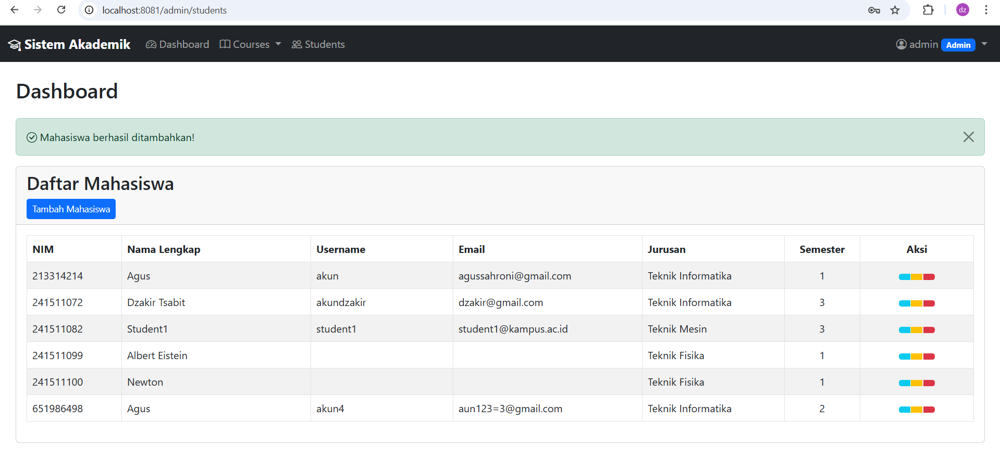 localhost:8081/admin/students
dz
Sistem Akademik Dashboard Courses Students admin Admin
Dashboard
Mahasiswa berhasil ditambahkan!
Daftar Mahasiswa
Tambah Mahasiswa
NIM Nama Lengkap Username Email Jurusan Semester Aksi
213314214 Agus akun agussahroni@gmail.com Teknik Informatika 1
241511072 Dzakir Tsabit akundzakir dzakir@gmail.com Teknik Informatika 3
241511082 Student1 student1 student1@kampus.ac.id Teknik Mesin 3
241511099 Albert Eistein Teknik Fisika 1
241511100 Newton Teknik Fisika 1
651986498 Agus akun4 aun123=3@gmail.com Teknik Informatika 2